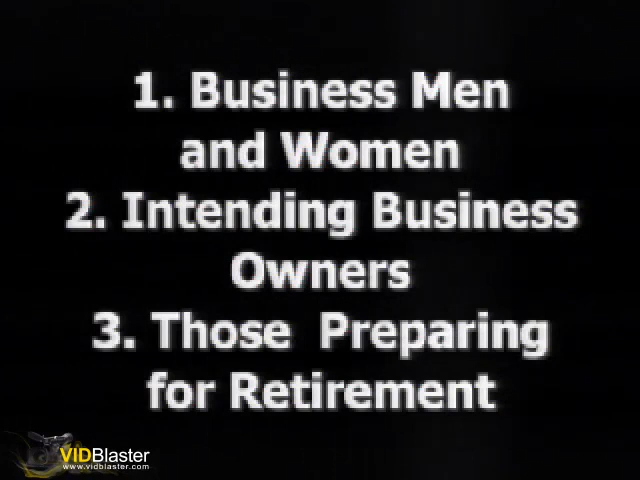 1. Business Men
and Women
2. Intending Business
Owners
3. Those Preparing
for Retirement
VIDBlaster
www.vidblaster.com